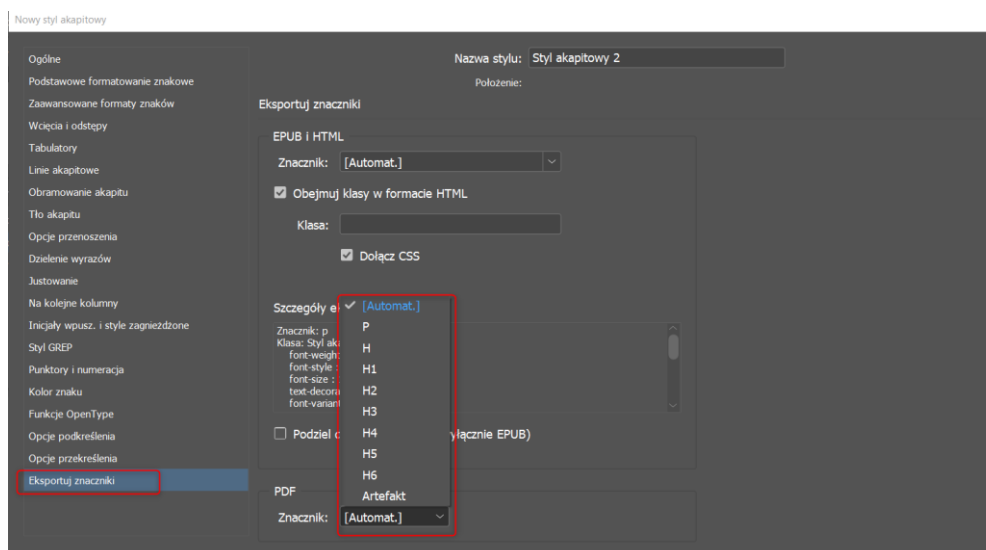 Nowy styl akapitowy
Ogólne
Podstawowe formatowanie znakowe
Zaawansowane formaty znaków
Wcięcia i odstępy
Tabulatory
Linie akapitowe
Obramowanie akapitu
Tło akapitu
Opcje przenoszenia
Dzielenie wyrazów
Justowanie
Na kolejne kolumny
Inicjały wpusz. i style zagnieżdżone
Styl GREP
Punktory i numeracja
Kolor znaku
Funkcje OpenType
Opcje podkreślenia
Opcje przekreślenia
Eksportuj znaczniki
Nazwa stylu: Styl akapitowy 2
Położenie:
Eksportuj znaczniki
EPUB i HTML
Znacznik: [Automat.]
Obejmuj klasy w formacie HTML
Klasa:
Dołącz CSS
Szczegóły
Znacznik: p
Klasa: Styl
font-weight
font-style :
font-size :
text-decora
font-variant
Podziel
yłącznie EPUB)
[Automat.]
P
H
H1
H2
H3
H4
H5
H6
Artefakt
PDF
Znacznik: [Automat.]